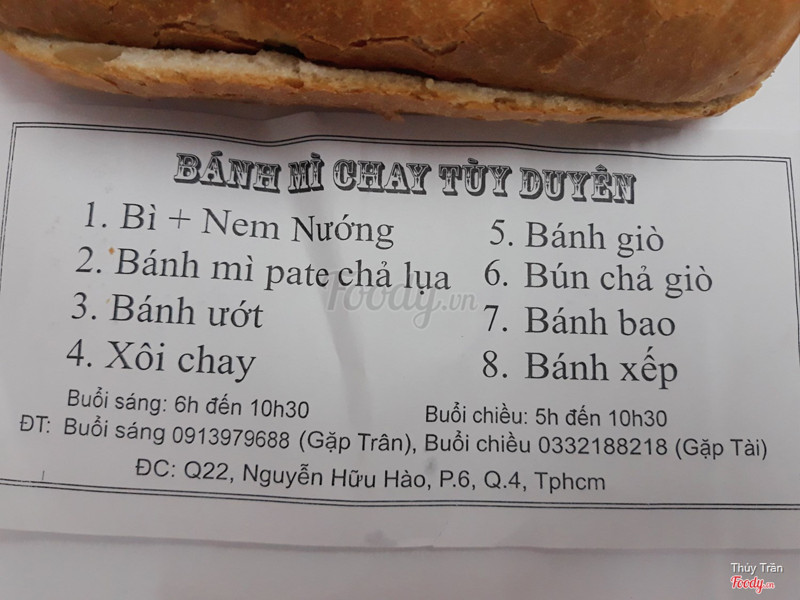 BÁNH MÌ CHAY TÙY DUYÊN
1. Bì + Nem Nướng
2. Bánh mì pate chả lụa
3. Bánh ướt
4. Xôi chay
5. Bánh giò
6. Bún chả giò
7. Bánh bao
8. Bánh xếp
Buổi sáng: 6h đến 10h30
Buổi chiều: 5h đến 10h30
ĐT: Buổi sáng 0913979688 (Gặp Trân), Buổi chiều 0332188218 (Gặp Tài)
ĐC: Q22, Nguyễn Hữu Hào, P.6, Q.4, Tphcm
Foody.vn
Thúy Trân
Foody.vn